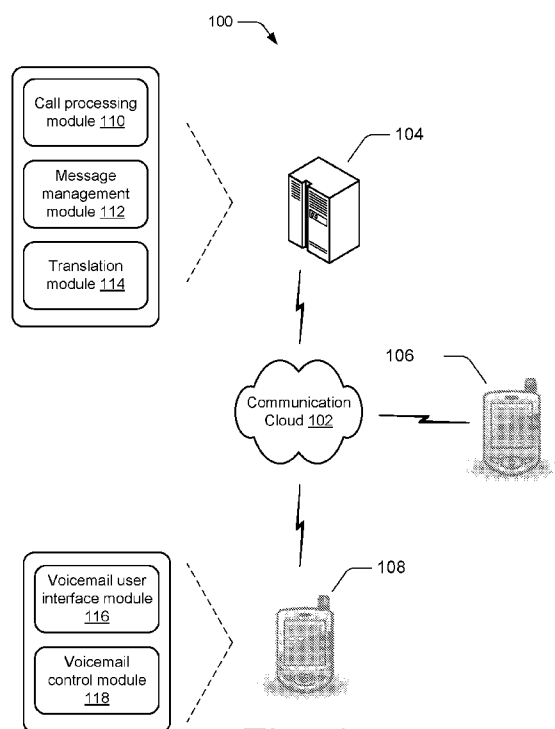 100
Call processing
module 110
104
Message
management
module 112
Translation
module 114
106
Communication
Cloud 102
108
Voicemail user
interface module
116
Voicemail
control module
118